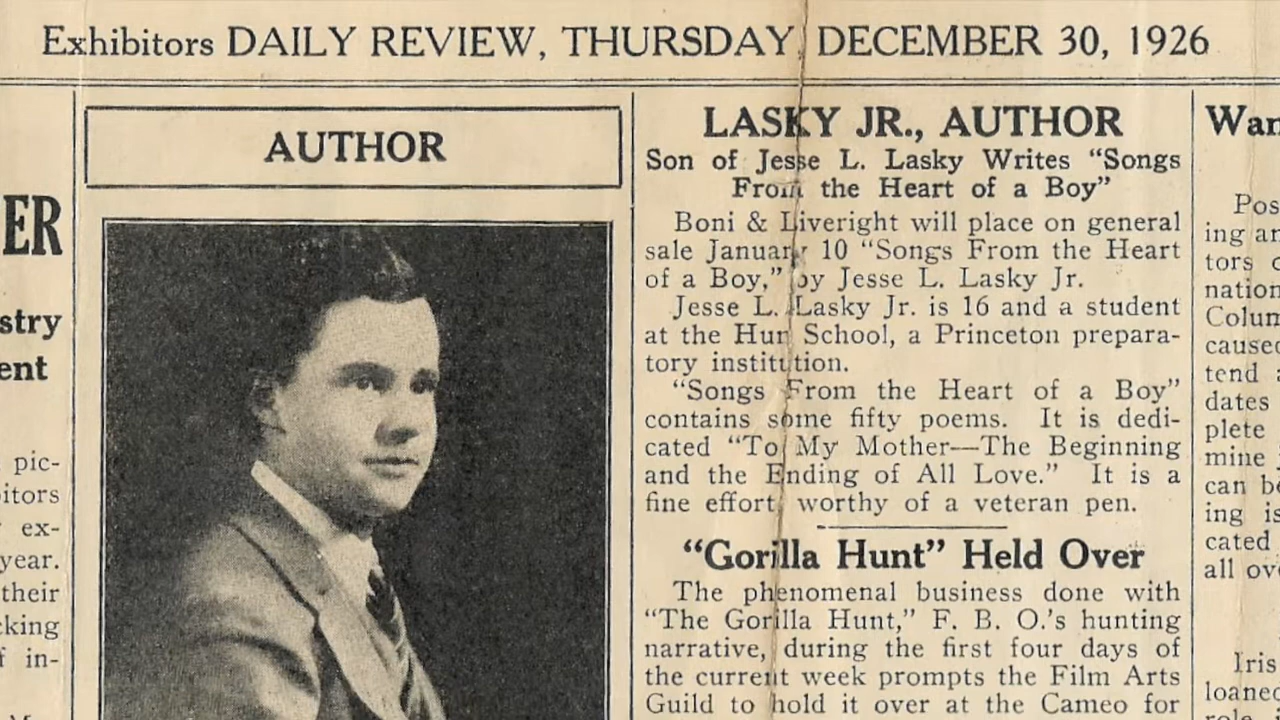 Exhibitors DAILY REVIEW, THURSDAY, DECEMBER 30, 1926
ER
stry
ent
pic-
bitors
ex-
year.
their
cking
f in-
AUTHOR
LASKY JR., AUTHOR
Son of Jesse L. Lasky Writes “Songs
From the Heart of a Boy”
Boni & Liveright will place on general
sale January 10 “Songs From the Heart
of a Boy,” by Jesse L. Lasky Jr.
Jesse L. Lasky Jr. is 16 and a student
at the Hun School, a Princeton prepara-
tory institution.
“Songs From the Heart of a Boy”
contains some fifty poems. It is dedi-
cated “To My Mother—The Beginning
and the Ending of All Love.” It is a
fine effort worthy of a veteran pen.
“Gorilla Hunt” Held Over
The phenomenal business done with
“The Gorilla Hunt,” F. B. O.'s hunting
narrative, during the first four days of
the current week prompts the Film Arts
Guild to hold it over at the Cameo for
War
Pos
ing an
tors o
nation
Colum
caused
tend
dates
plete
mine
can be
ing is
cated
all ove
Iris
loaned